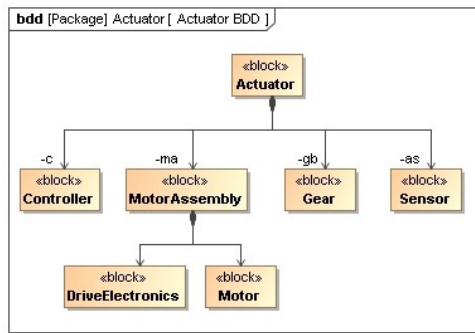 bdd [Package] Actuator [ Actuator BDD ]
«block»
Actuator
-c
-ma
-gb
-as
«block»
Controller
«block»
MotorAssembly
«block»
Gear
«block»
Sensor
«block»
DriveElectronics
«block»
Motor